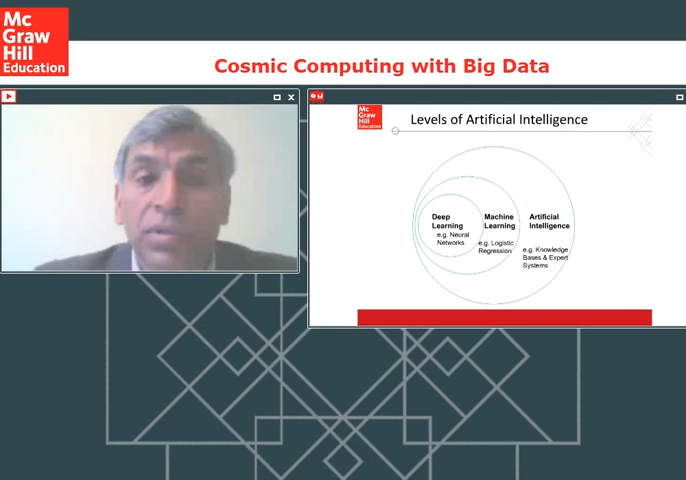 Mc
Graw
Hill
Education
Cosmic Computing with Big Data
Mc
Graw
Hill
Education
Levels of Artificial Intelligence
Deep
Learning
e.g. Neural
Networks
Machine
Learning
e.g. Logistic
Regression
Artificial
Intelligence
e.g. Knowledge
Bases & Expert
Systems